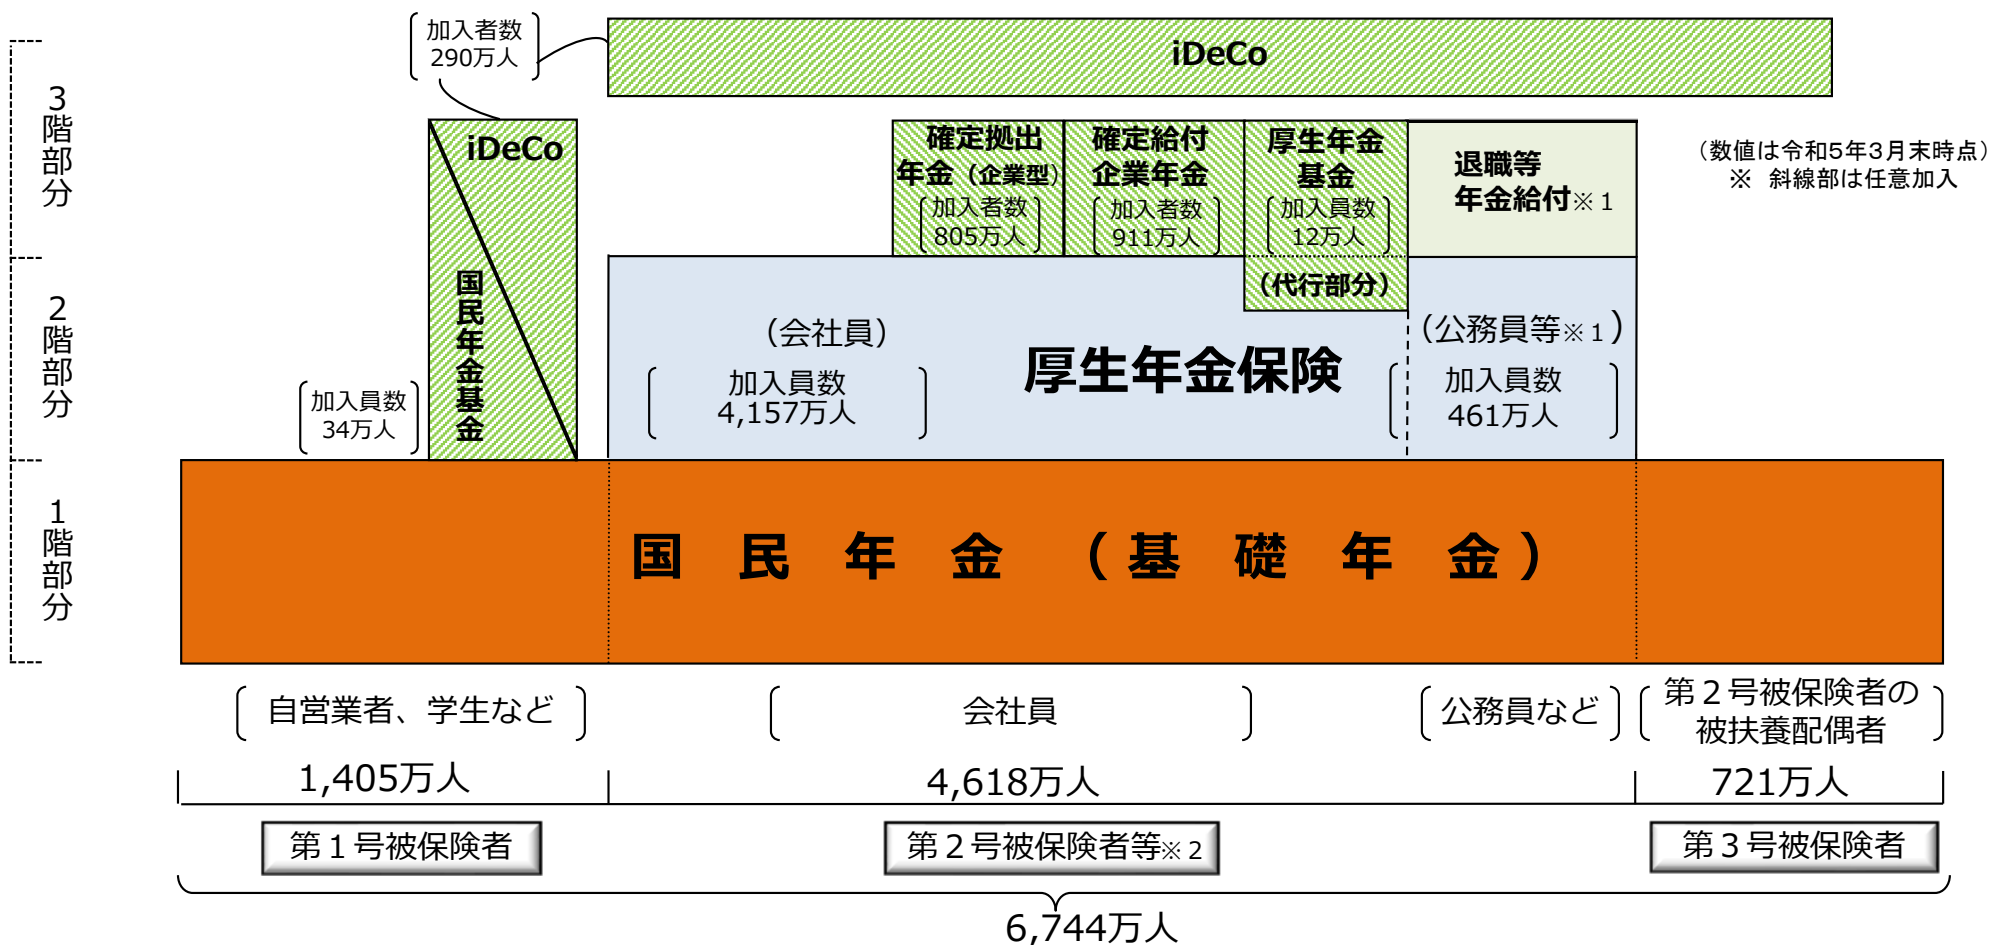 加入者数
290万人
iDeCo
3階部分
iDeCo
国民年金基金
確定拠出
年金（企業型）
加入者数
805万人
確定給付
企業年金
加入者数
911万人
厚生年金
基金
加入員数
12万人
（代行部分）
退職等
年金給付※１
（数値は令和5年3月末時点）
※ 斜線部は任意加入
2階部分
加入員数
34万人
（会社員）
加入員数
4,157万人
厚生年金保険
（公務員等※１）
加入員数
461万人
1階部分
国民年金（基礎年金）
自営業者、学生など
会社員
公務員など
第２号被保険者の
被扶養配偶者
1,405万人
4,618万人
721万人
第１号被保険者
第２号被保険者等※２
第３号被保険者
6,744万人